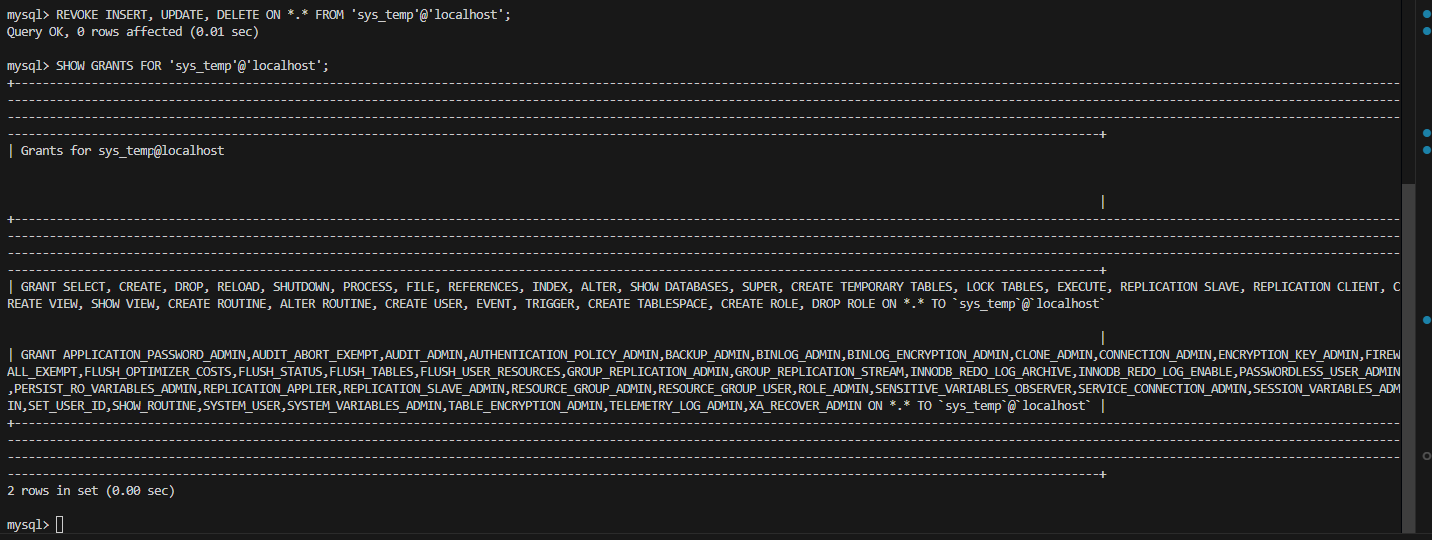 mysql> REVOKE INSERT, UPDATE, DELETE ON *.* FROM 'sys_temp'@'localhost';
Query OK, 0 rows affected (0.01 sec)
mysql> SHOW GRANTS FOR 'sys_temp'@'localhost';
| Grants for sys_temp@localhost
|
| GRANT SELECT, CREATE, DROP, RELOAD, SHUTDOWN, PROCESS, FILE, REFERENCES, INDEX, ALTER, SHOW DATABASES, SUPER, CREATE TEMPORARY TABLES, LOCK TABLES, EXECUTE, REPLICATION SLAVE, REPLICATION CLIENT, C
REATE VIEW, SHOW VIEW, CREATE ROUTINE, ALTER ROUTINE, CREATE USER, EVENT, TRIGGER, CREATE TABLESPACE, CREATE ROLE, DROP ROLE ON *.* TO `sys_temp`@`localhost`
|
| GRANT APPLICATION_PASSWORD_ADMIN,AUDIT_ABORT_EXEMPT,AUDIT_ADMIN,AUTHENTICATION_POLICY_ADMIN,BACKUP_ADMIN,BINLOG_ADMIN,BINLOG_ENCRYPTION_ADMIN,CLONE_ADMIN,CONNECTION_ADMIN,ENCRYPTION_KEY_ADMIN,FIREW
ALL_EXEMPT,FLUSH_OPTIMIZER_COSTS,FLUSH_STATUS,FLUSH_TABLES,FLUSH_USER_RESOURCES,GROUP_REPLICATION_ADMIN,GROUP_REPLICATION_STREAM,INNODB_REDO_LOG_ARCHIVE,INNODB_REDO_LOG_ENABLE,PASSWORDLESS_USER_ADMIN
,PERSIST_RO_VARIABLES_ADMIN,REPLICATION_APPLIER,REPLICATION_SLAVE_ADMIN,RESOURCE_GROUP_ADMIN,RESOURCE_GROUP_USER,ROLE_ADMIN,SENSITIVE_VARIABLES_OBSERVER,SERVICE_CONNECTION_ADMIN,SESSION_VARIABLES_ADM
IN,SET_USER_ID,SHOW_ROUTINE,SYSTEM_USER,SYSTEM_VARIABLES_ADMIN,TABLE_ENCRYPTION_ADMIN,TELEMETRY_LOG_ADMIN,XA_RECOVER_ADMIN ON *.* TO `sys_temp`@`localhost` |
2 rows in set (0.00 sec)
mysql>